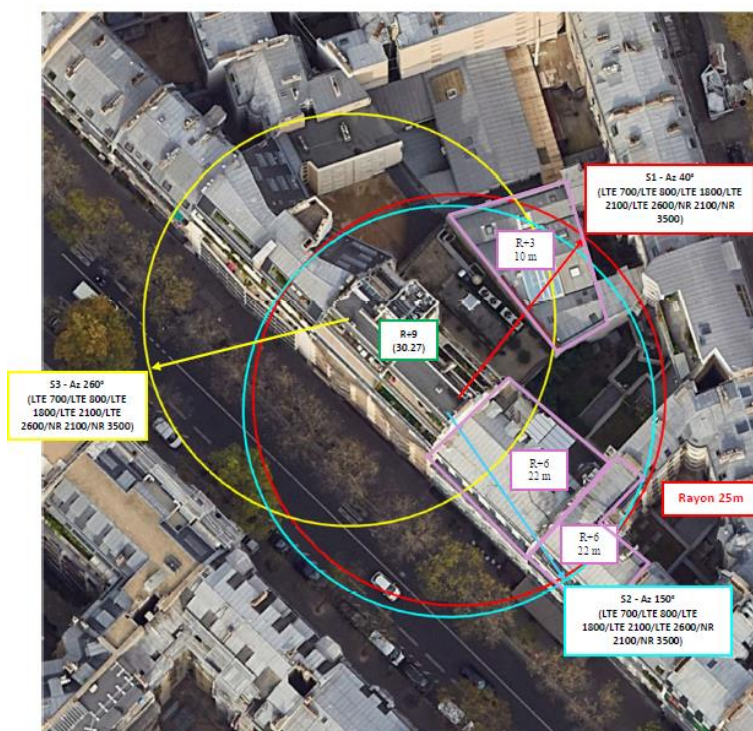 S1 - Az 40°
(LTE 700/LTE 800/LTE 1800/LTE
2100/LTE 2600/NR 2100/NR
3500)
R+3
10 m
R+9
(30.27)
S3 - Az 260°
(LTE 700/LTE 800/LTE
1800/LTE 2100/LTE
2600/NR 2100/NR 3500)
R+6
22 m
Rayon 25m
R+6
22 m
S2 - Az 150°
(LTE 700/LTE 800/LTE
1800/LTE 2100/LTE 2600/NR
2100/NR 3500)